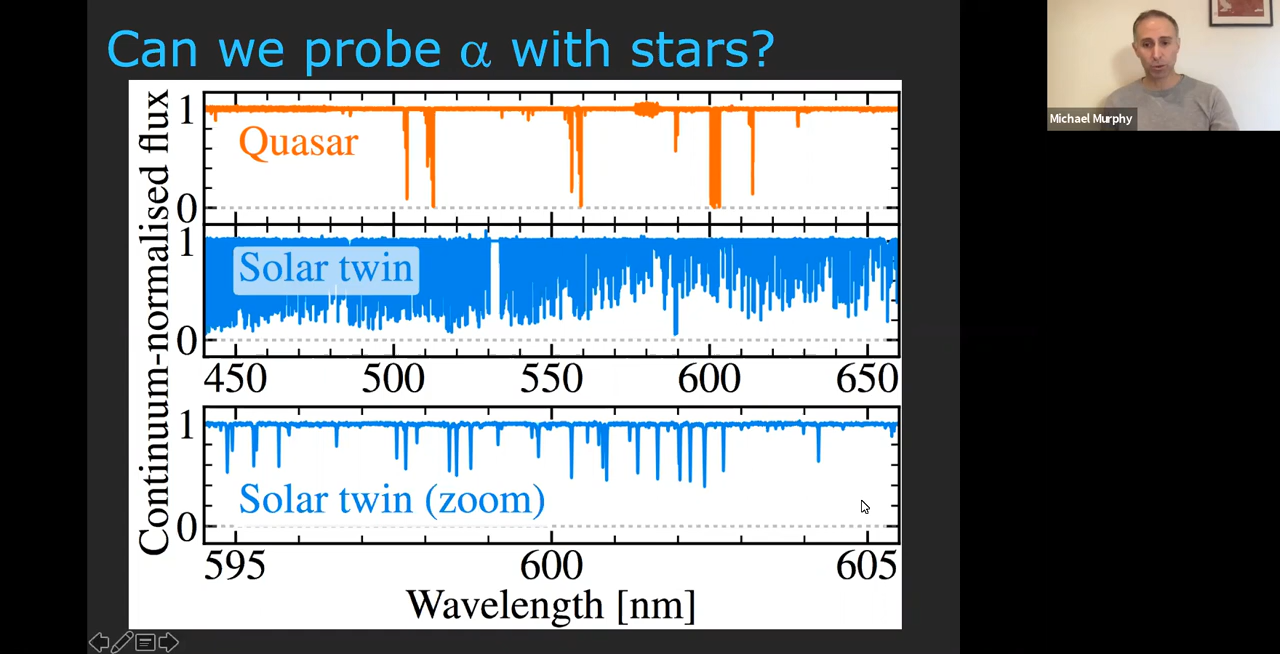 Can we probe α with stars?
Michael Murphy
Continuum-normalised flux
1
Quasar
0
1
Solar twin
0
450 500 550 600 650
1
Solar twin (zoom)
0
595 600 605
Wavelength [nm]